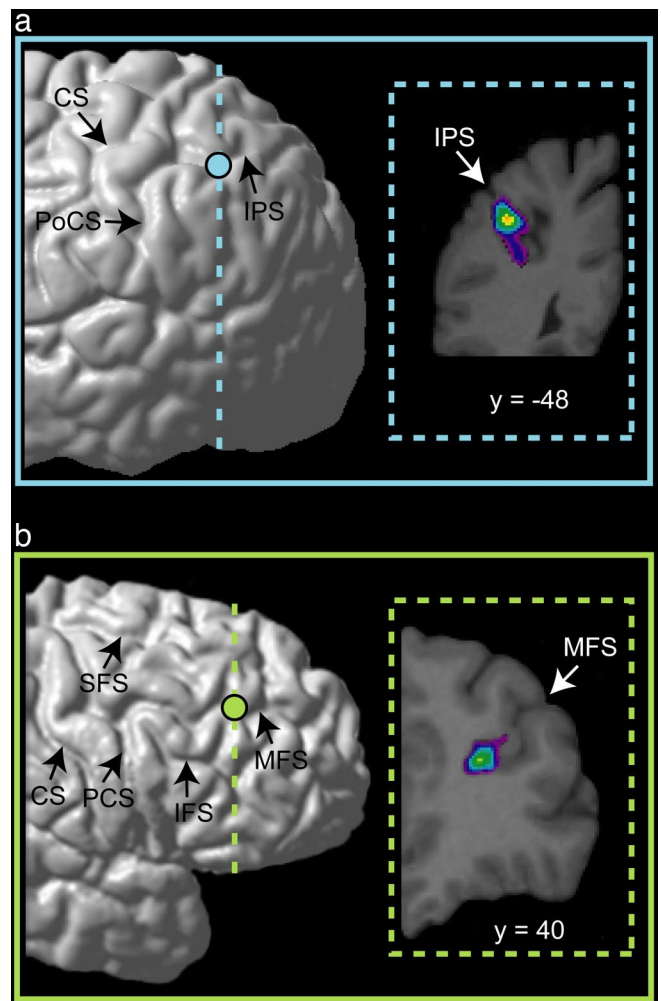 a
CS
IPS
PoCS
IPS
y = -48
b
MFS
SFS
MFS
CS
PCS
IFS
y = 40